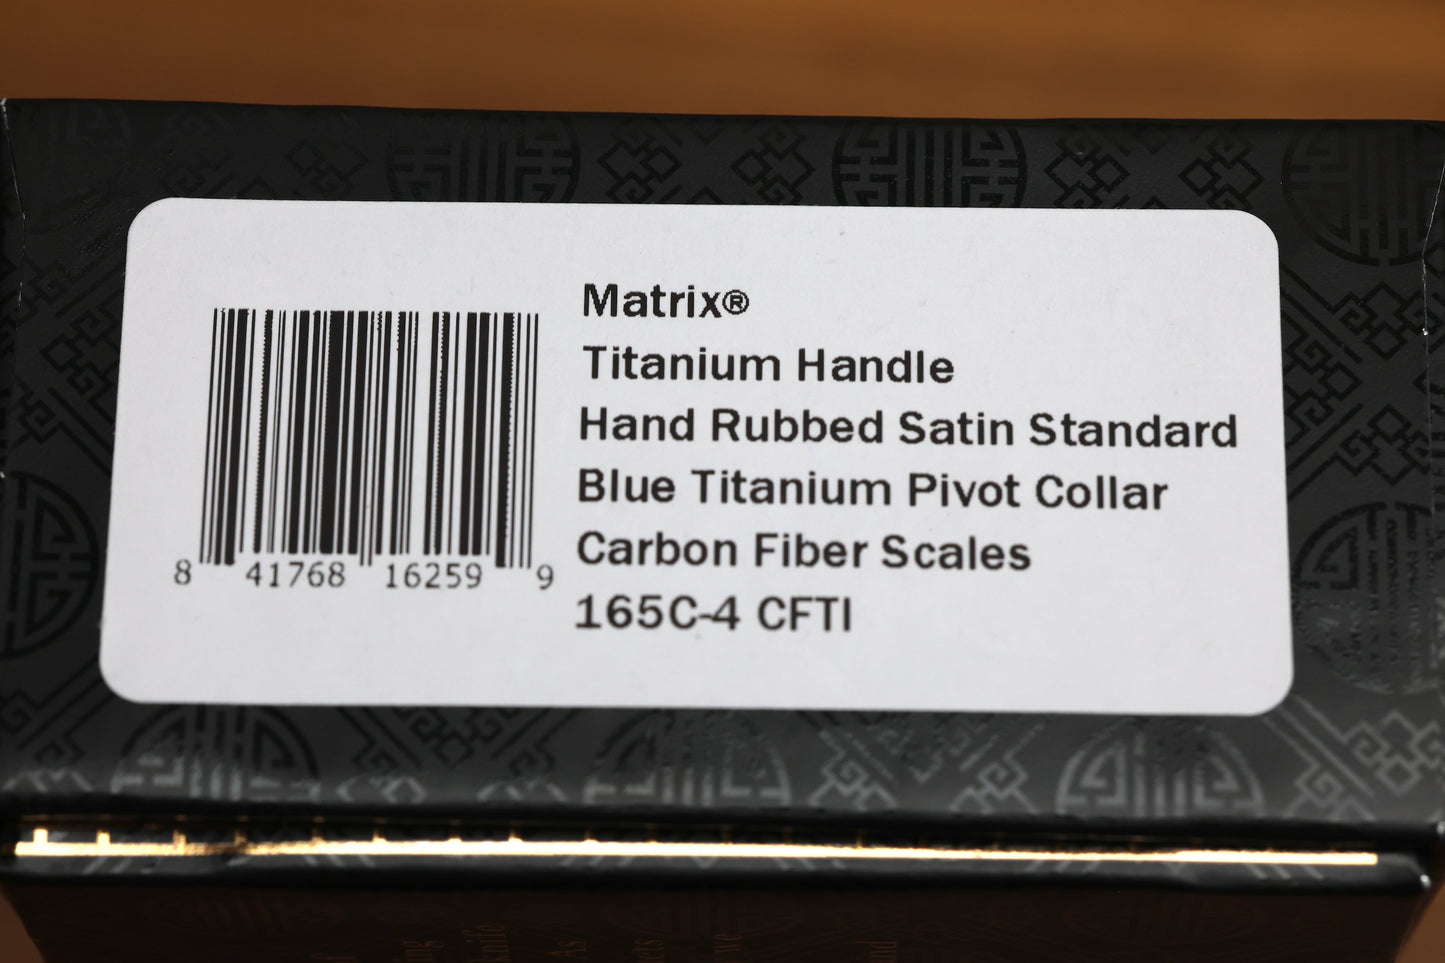 Matrix®
Titanium Handle
Hand Rubbed Satin Standard
Blue Titanium Pivot Collar
Carbon Fiber Scales
165C-4 CFTI
8 41768 16259 9